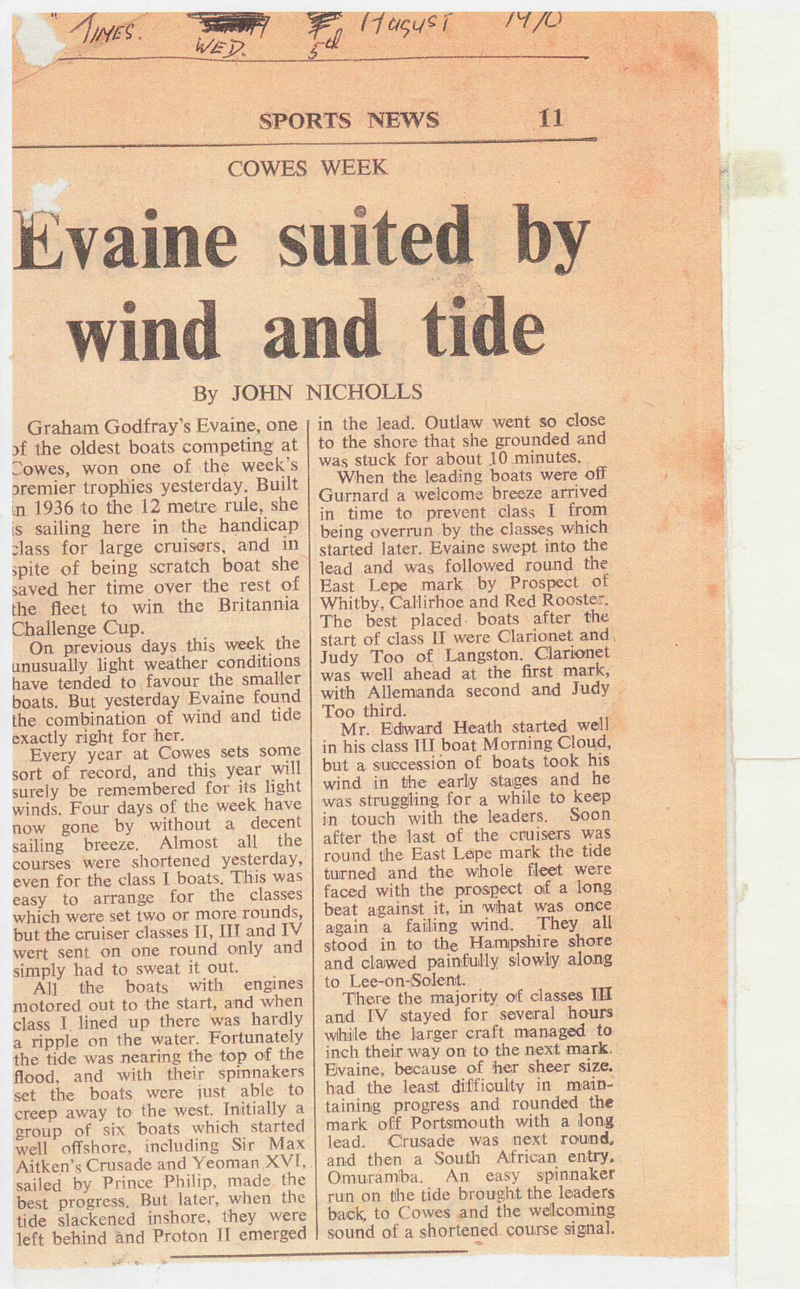 TIMES.
WED.
5th
August
1970
SPORTS NEWS 11
COWES WEEK
Evaine suited by
wind and tide
By JOHN NICHOLLS
Graham Godfray's Evaine, one
of the oldest boats competing at
Cowes, won one of the week's
premier trophies yesterday. Built
in 1936 to the 12 metre rule, she
is sailing here in the handicap
class for large cruisers, and in
spite of being scratch boat she
saved her time over the rest of
the fleet to win the Britannia
Challenge Cup.
On previous days this week the
unusually light weather conditions
have tended to favour the smaller
boats. But yesterday Evaine found
the combination of wind and tide
exactly right for her.
Every year at Cowes sets some
sort of record, and this year will
surely be remembered for its light
winds. Four days of the week have
now gone by without a decent
sailing breeze. Almost all the
courses were shortened yesterday,
even for the class I boats. This was
easy to arrange for the classes
which were set two or more rounds,
but the cruiser classes II, III and IV
wert sent on one round only and
simply had to sweat it out.
All the boats with engines
motored out to the start, and when
class I lined up there was hardly
a ripple on the water. Fortunately
the tide was nearing the top of the
flood, and with their spinnakers
set the boats were just able to
creep away to the west. Initially a
group of six boats which started
well offshore, including Sir Max
Aitken's Crusade and Yeoman XVI,
sailed by Prince Philip, made the
best progress. But later, when the
tide slackened inshore, they were
left behind and Proton II emerged
in the lead. Outlaw went so close
to the shore that she grounded and
was stuck for about 10 minutes.
When the leading boats were off
Gurnard a welcome breeze arrived
in time to prevent class I from
being overrun by the classes which
started later. Evaine swept into the
lead and was followed round the
East Lepe mark by Prospect of
Whitby, Callirhoe and Red Rooster.
The best placed boats after the
start of class II were Clarionet and
Judy Too of Langston. Clarionet
was well ahead at the first mark,
with Allemanda second and Judy
Too third.
Mr. Edward Heath started well
in his class III boat Morning Cloud,
but a succession of boats took his
wind in the early stages and he
was struggling for a while to keep
in touch with the leaders. Soon
after the last of the cruisers was
round the East Lepe mark the tide
turned and the whole fleet were
faced with the prospect of a long
beat against it, in what was once
again a failing wind. They all
stood in to the Hampshire shore
and clawed painfully slowly along
to Lee-on-Solent.
There the majority of classes III
and IV stayed for several hours
while the larger craft managed to
inch their way on to the next mark.
Evaine, because of her sheer size,
had the least difficulty in main-
taining progress and rounded the
mark off Portsmouth with a long
lead. Crusade was next round,
and then a South African entry,
Omuramba. An easy spinnaker
run on the tide brought the leaders
back to Cowes and the welcoming
sound of a shortened course signal.